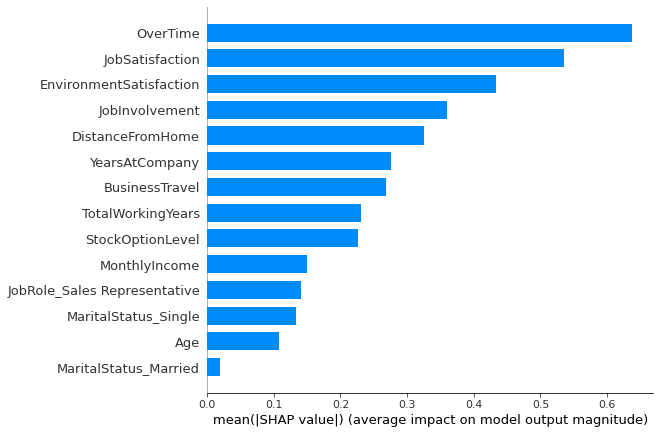 OverTime
JobSatisfaction
EnvironmentSatisfaction
JobInvolvement
DistanceFromHome
YearsAtCompany
BusinessTravel
TotalWorkingYears
StockOptionLevel
MonthlyIncome
JobRole_Sales Representative
MaritalStatus_Single
Age
MaritalStatus_Married
0.0 0.1 0.2 0.3 0.4 0.5 0.6
mean(|SHAP value|) (average impact on model output magnitude)